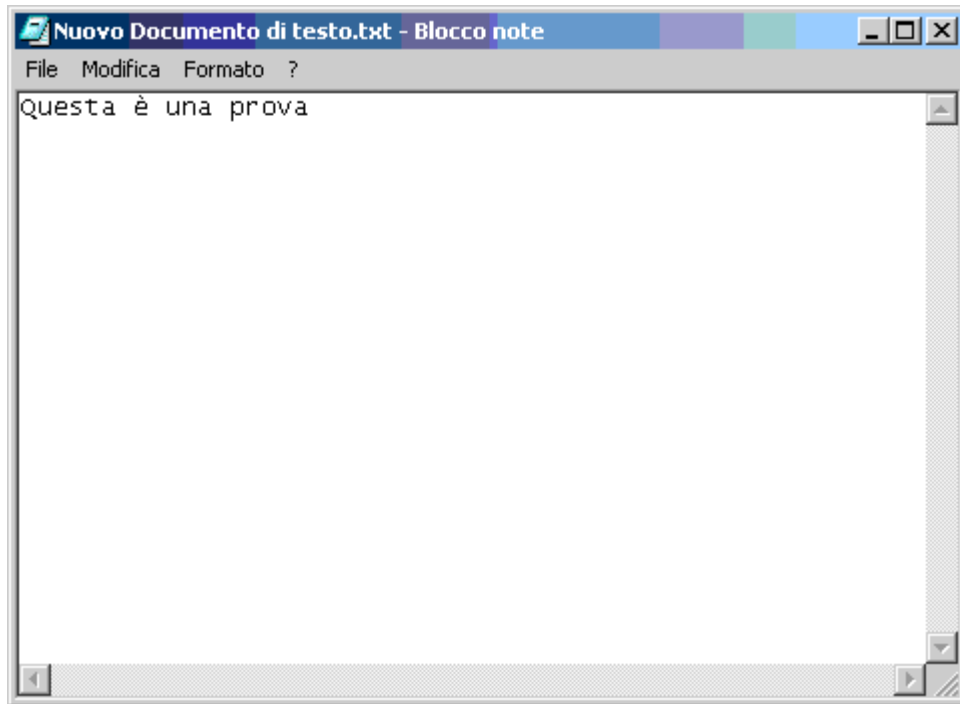 Nuovo Documento di testo.txt - Blocco note
File Modifica Formato ?
Questa è una prova